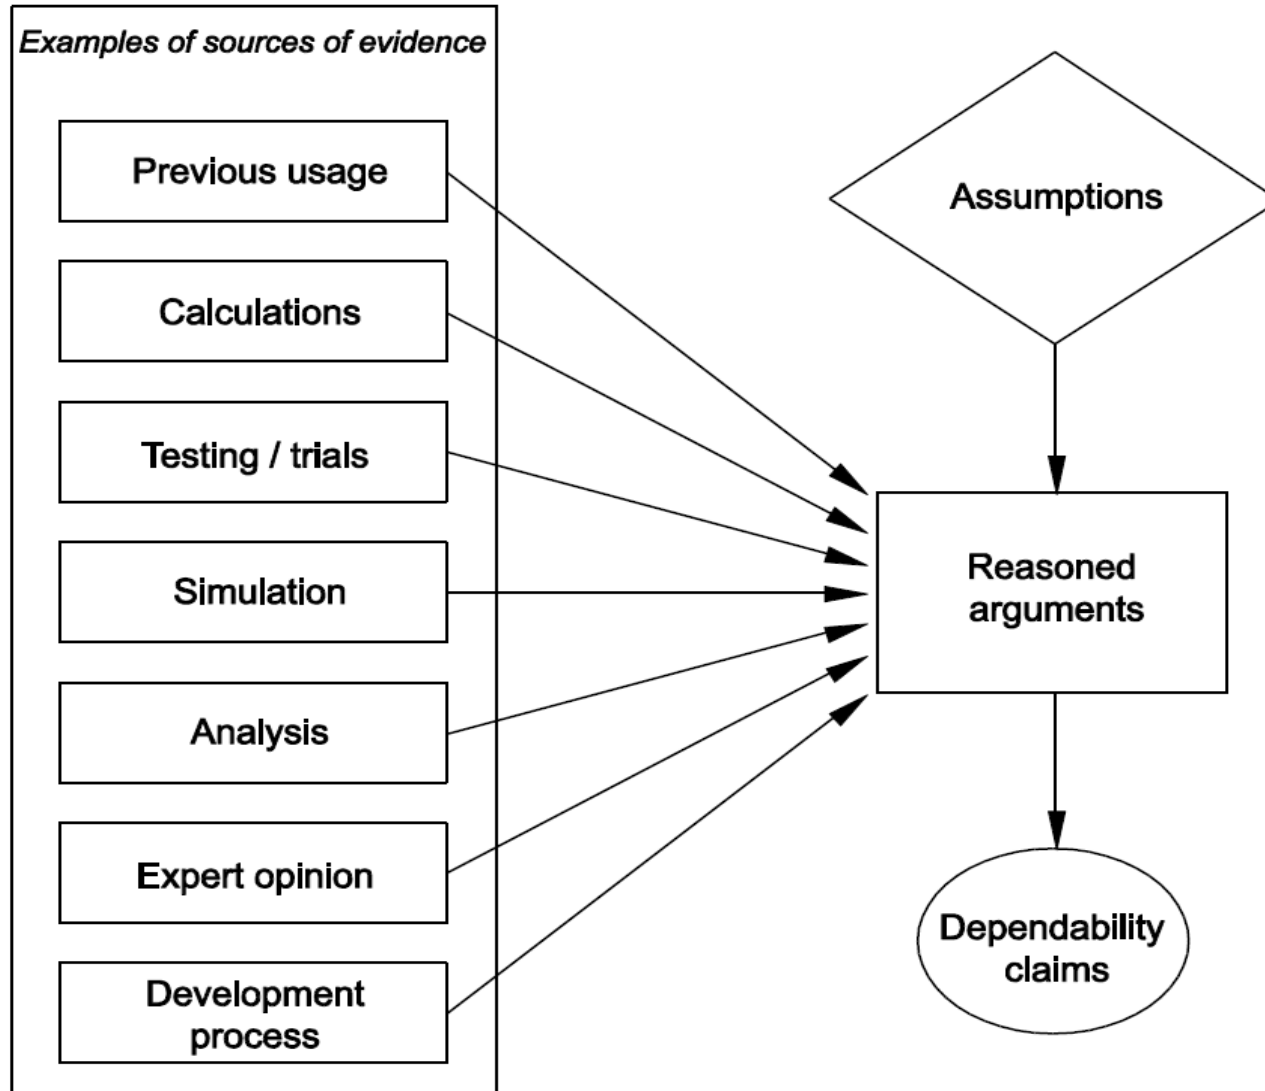 Examples of sources of evidence
Previous usage
Calculations
Testing / trials
Simulation
Analysis
Expert opinion
Development
process
Assumptions
Reasoned
arguments
Dependability
claims